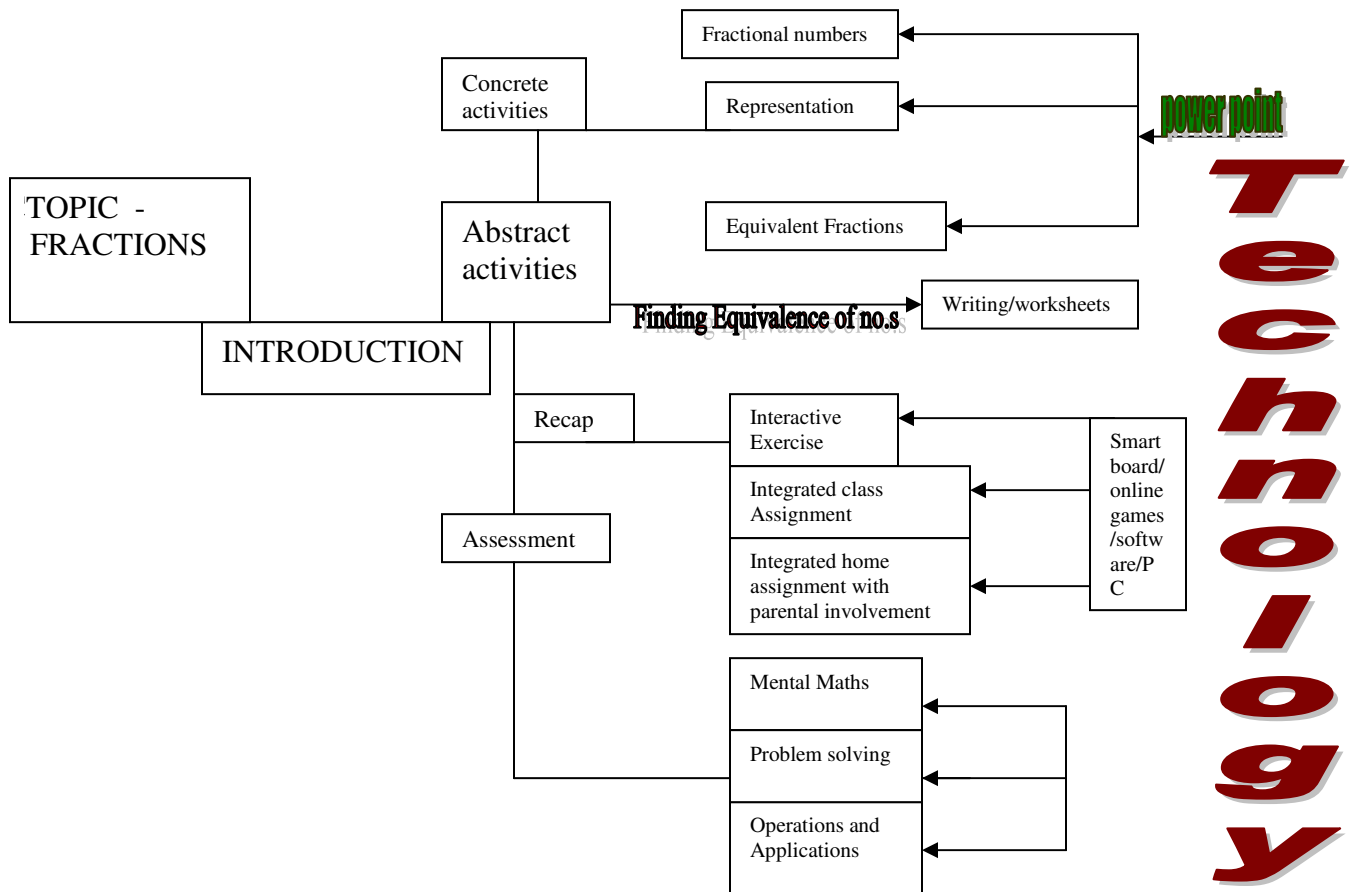 TOPIC -
FRACTIONS
INTRODUCTION
Concrete
activities
Abstract
activities
Fractional numbers
Representation
Equivalent Fractions
power point
Finding Equivalence of no.s
Writing/worksheets
Recap
Interactive
Exercise
Integrated class
Assignment
Integrated home
assignment with
parental involvement
Smart
board/
online
games
/softw
are/P
C
Assessment
Mental Maths
Problem solving
Operations and
Applications
Technology